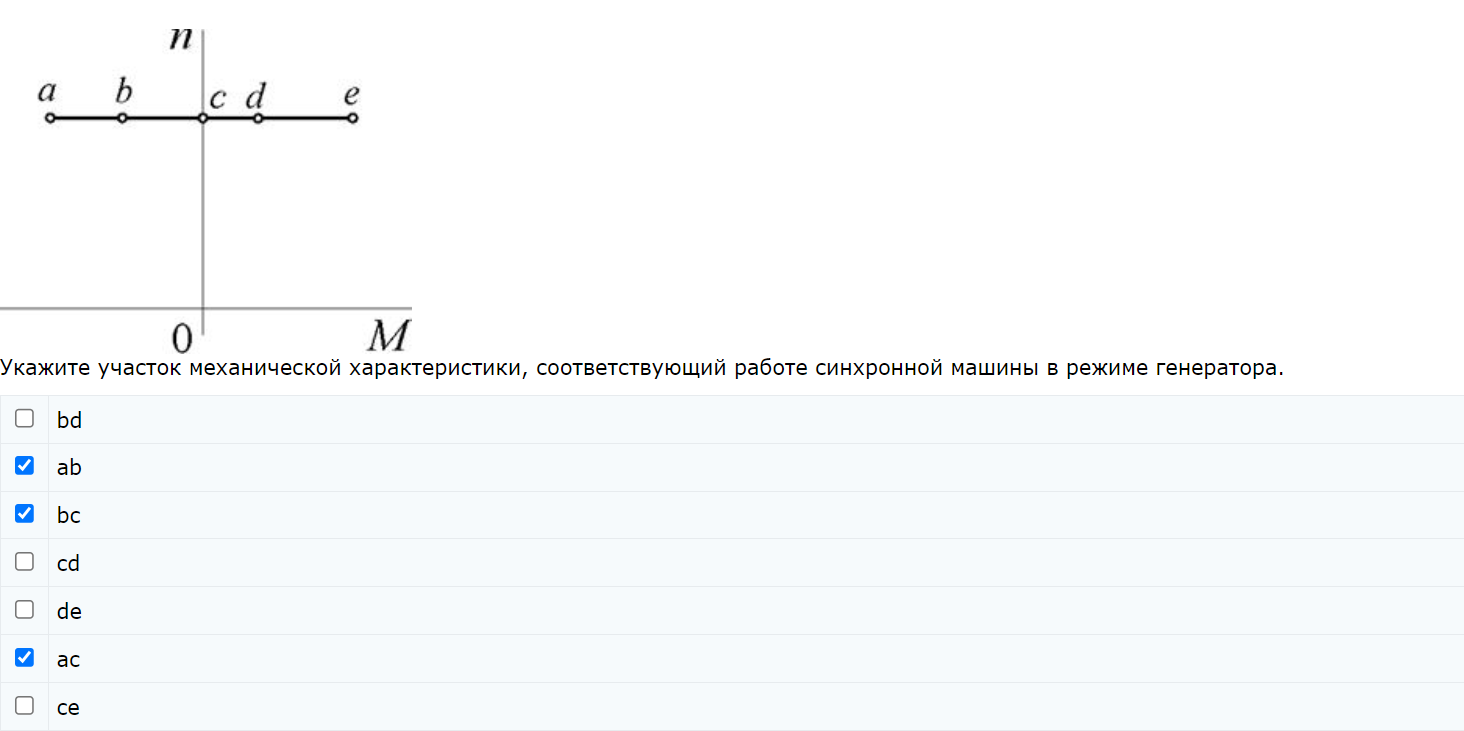 n
a b c d e
0 M
Укажите участок механической характеристики, соответствующий работе синхронной машины в режиме генератора.
bd
ab
bc
cd
de
ac
ce